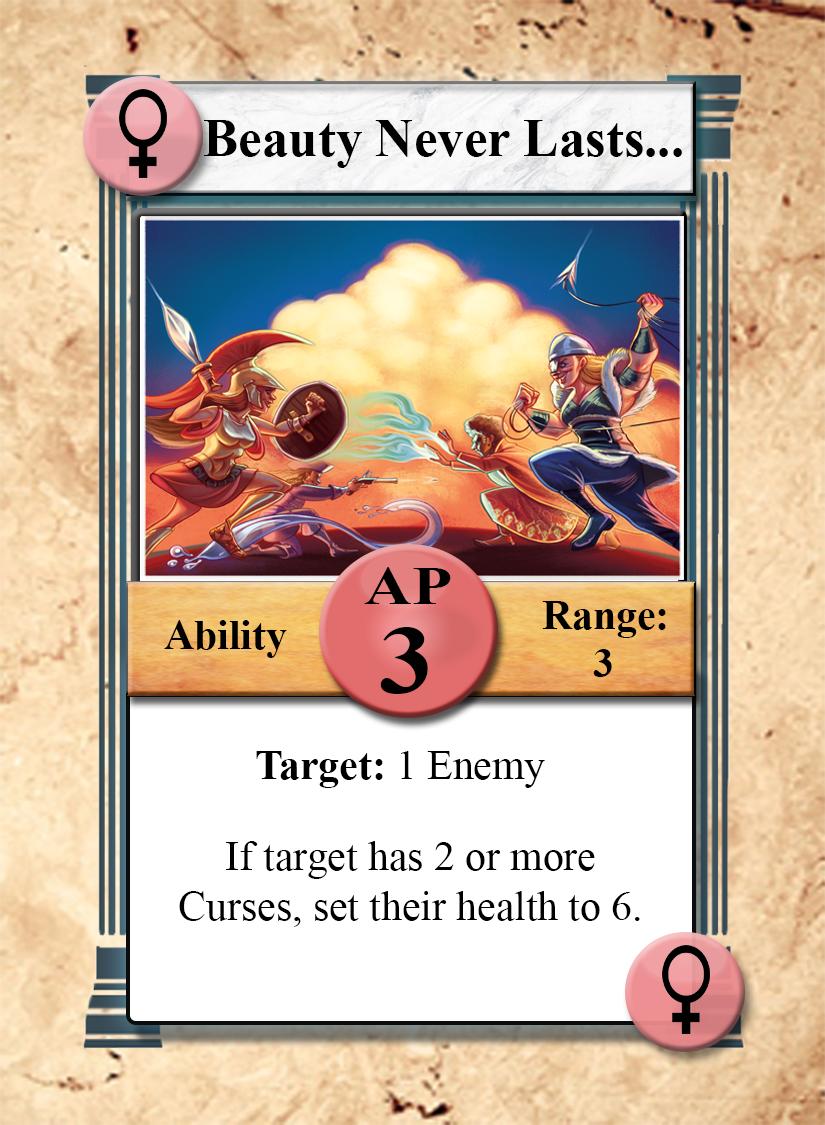 Beauty Never Lasts...
Ability
AP
3
Range:
3
Target: 1 Enemy
If target has 2 or more
Curses, set their health to 6.